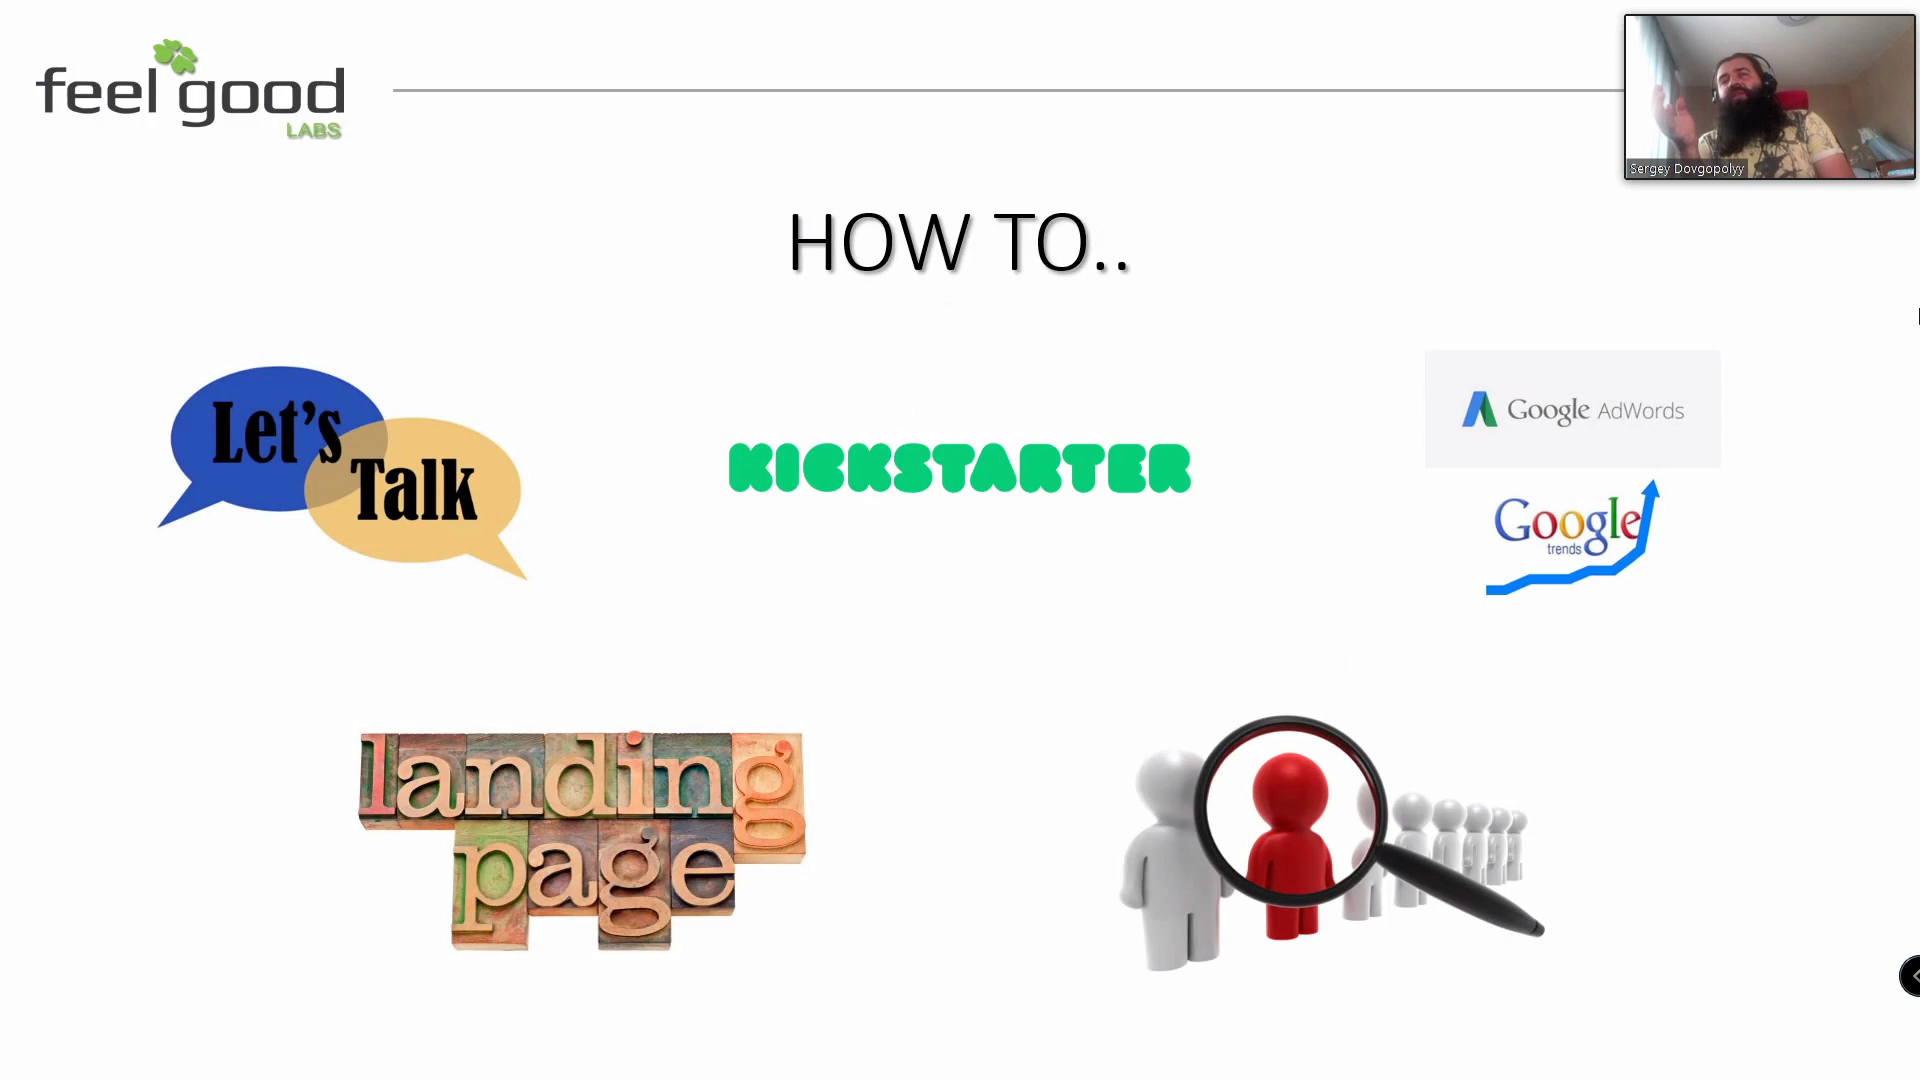 feel good
LABS
Sergey Dovgopolyy
HOW TO..
Let's
Talk
KICKSTARTER
Google AdWords
Google
trends
landing
page